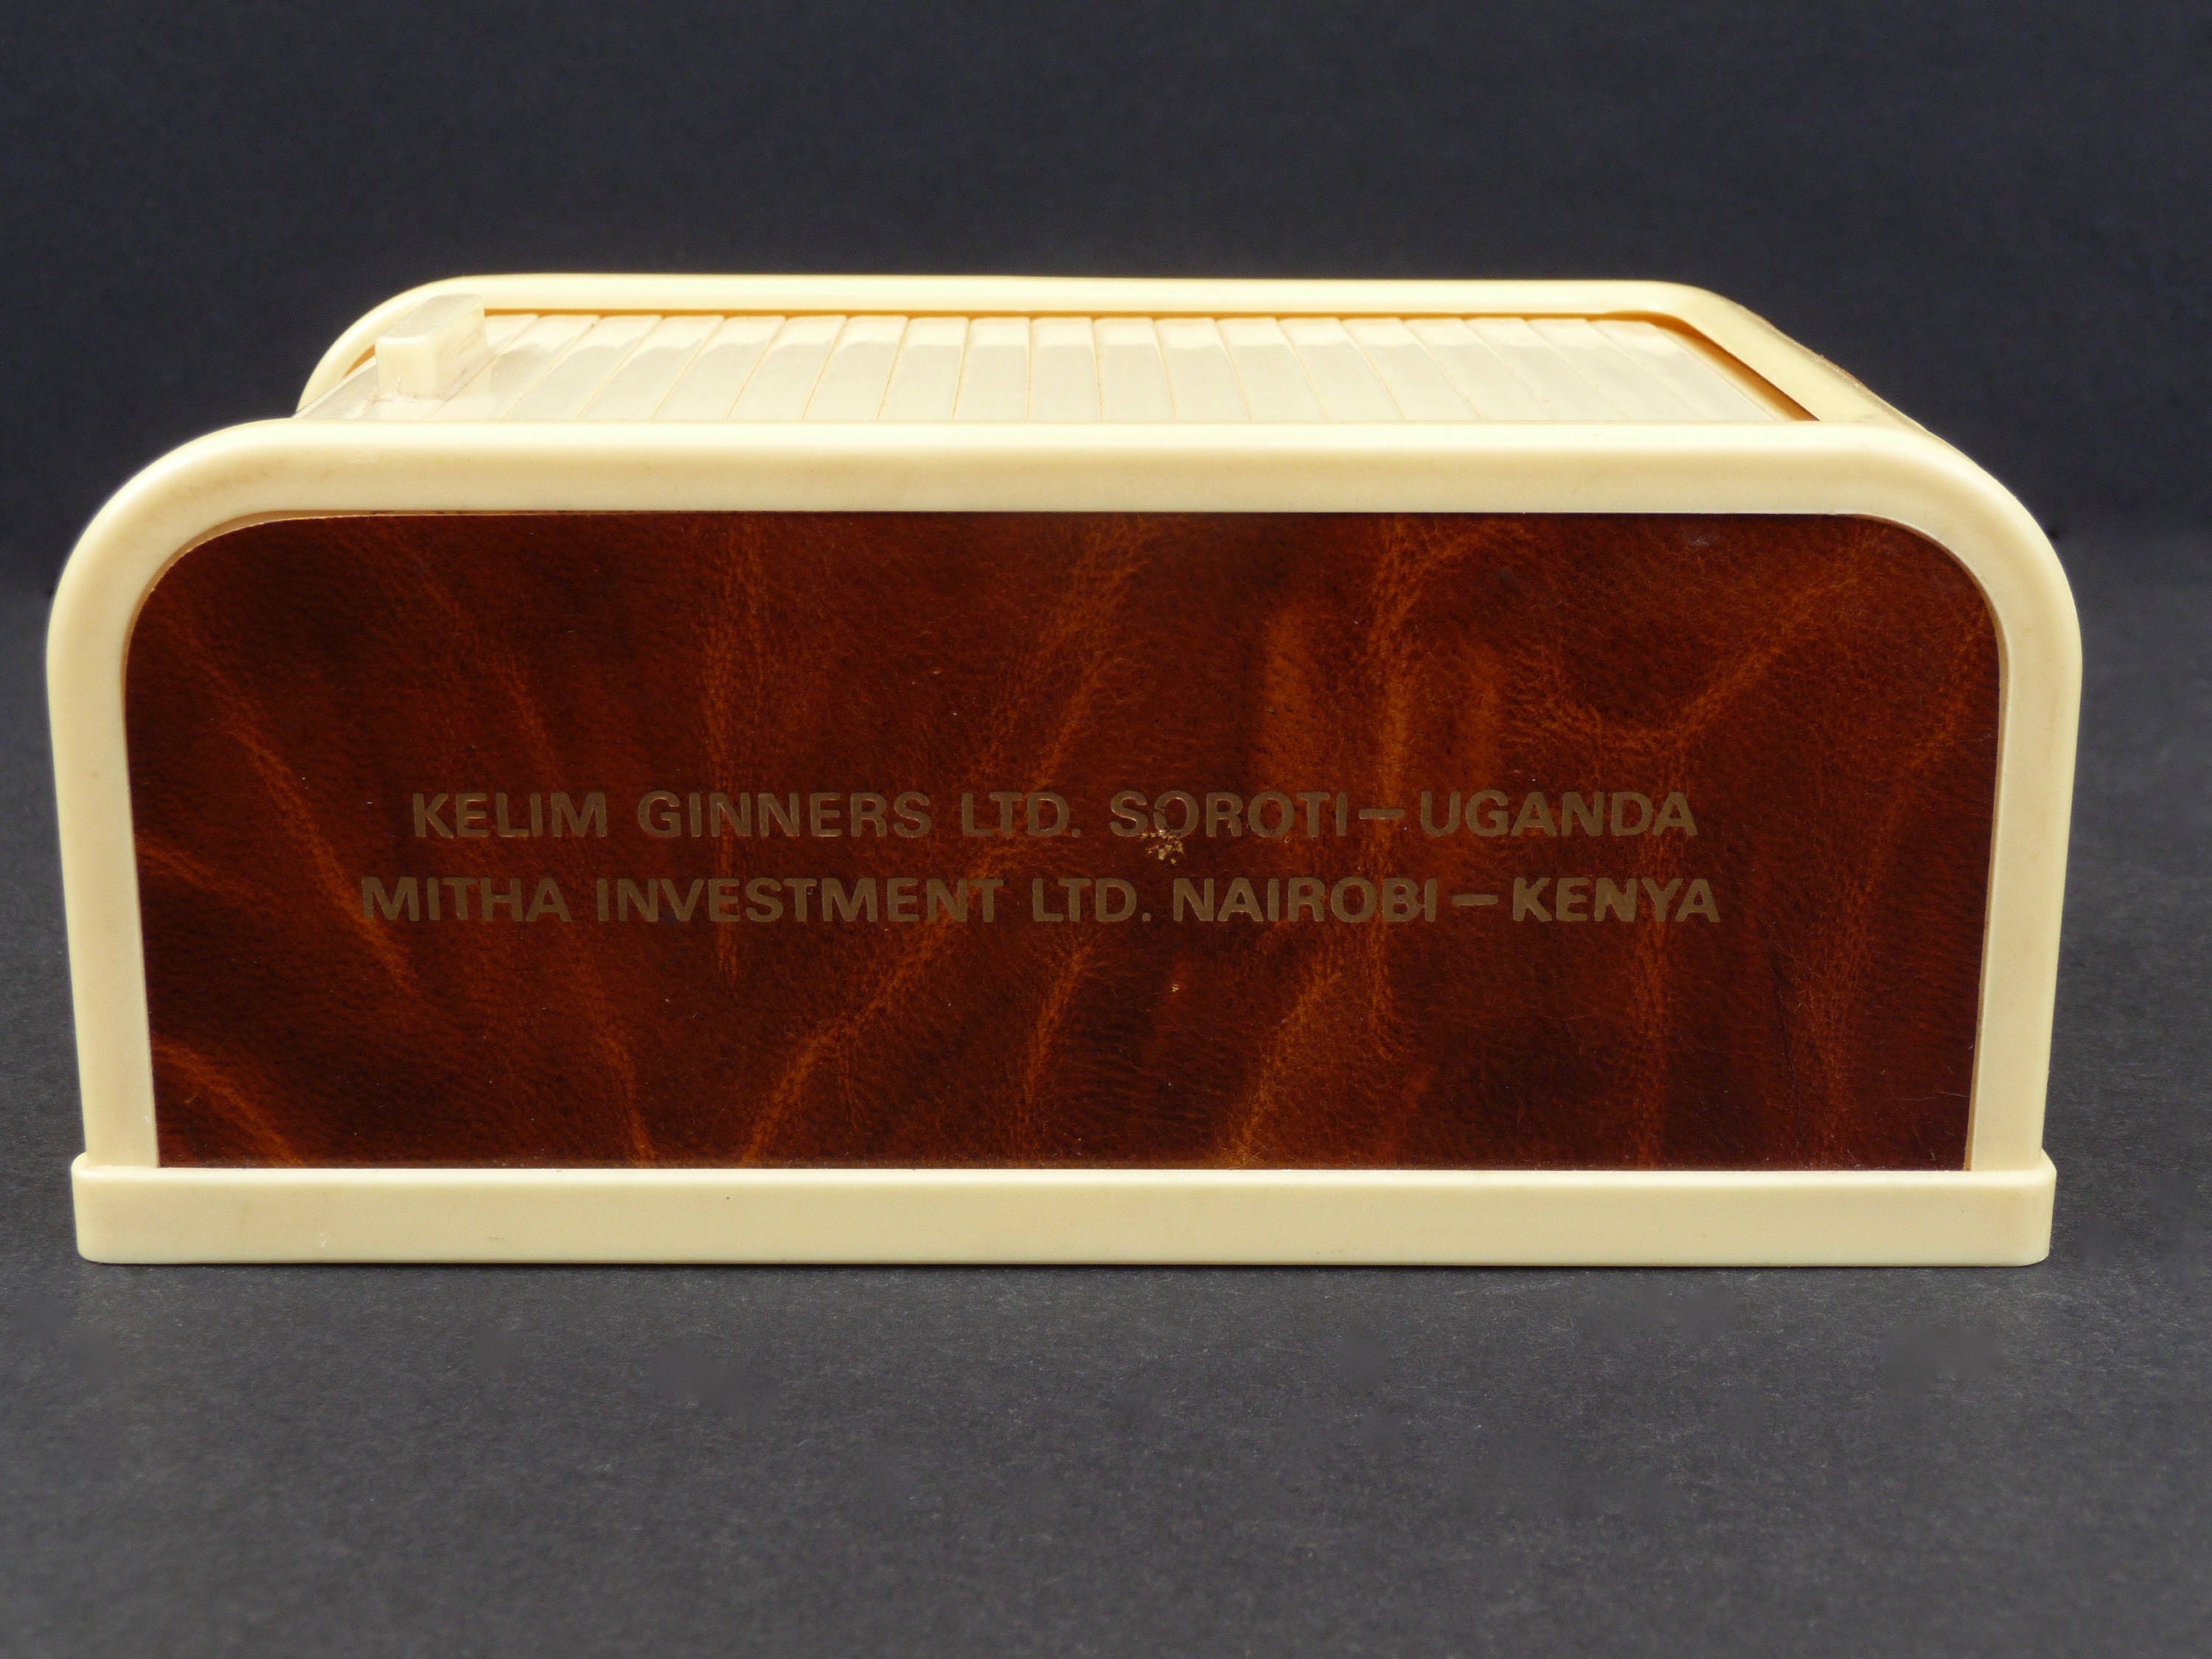 KELIM GINNERS LTD. SOROTI–UGANDA
MITHA INVESTMENT LTD. NAIROBI–KENYA